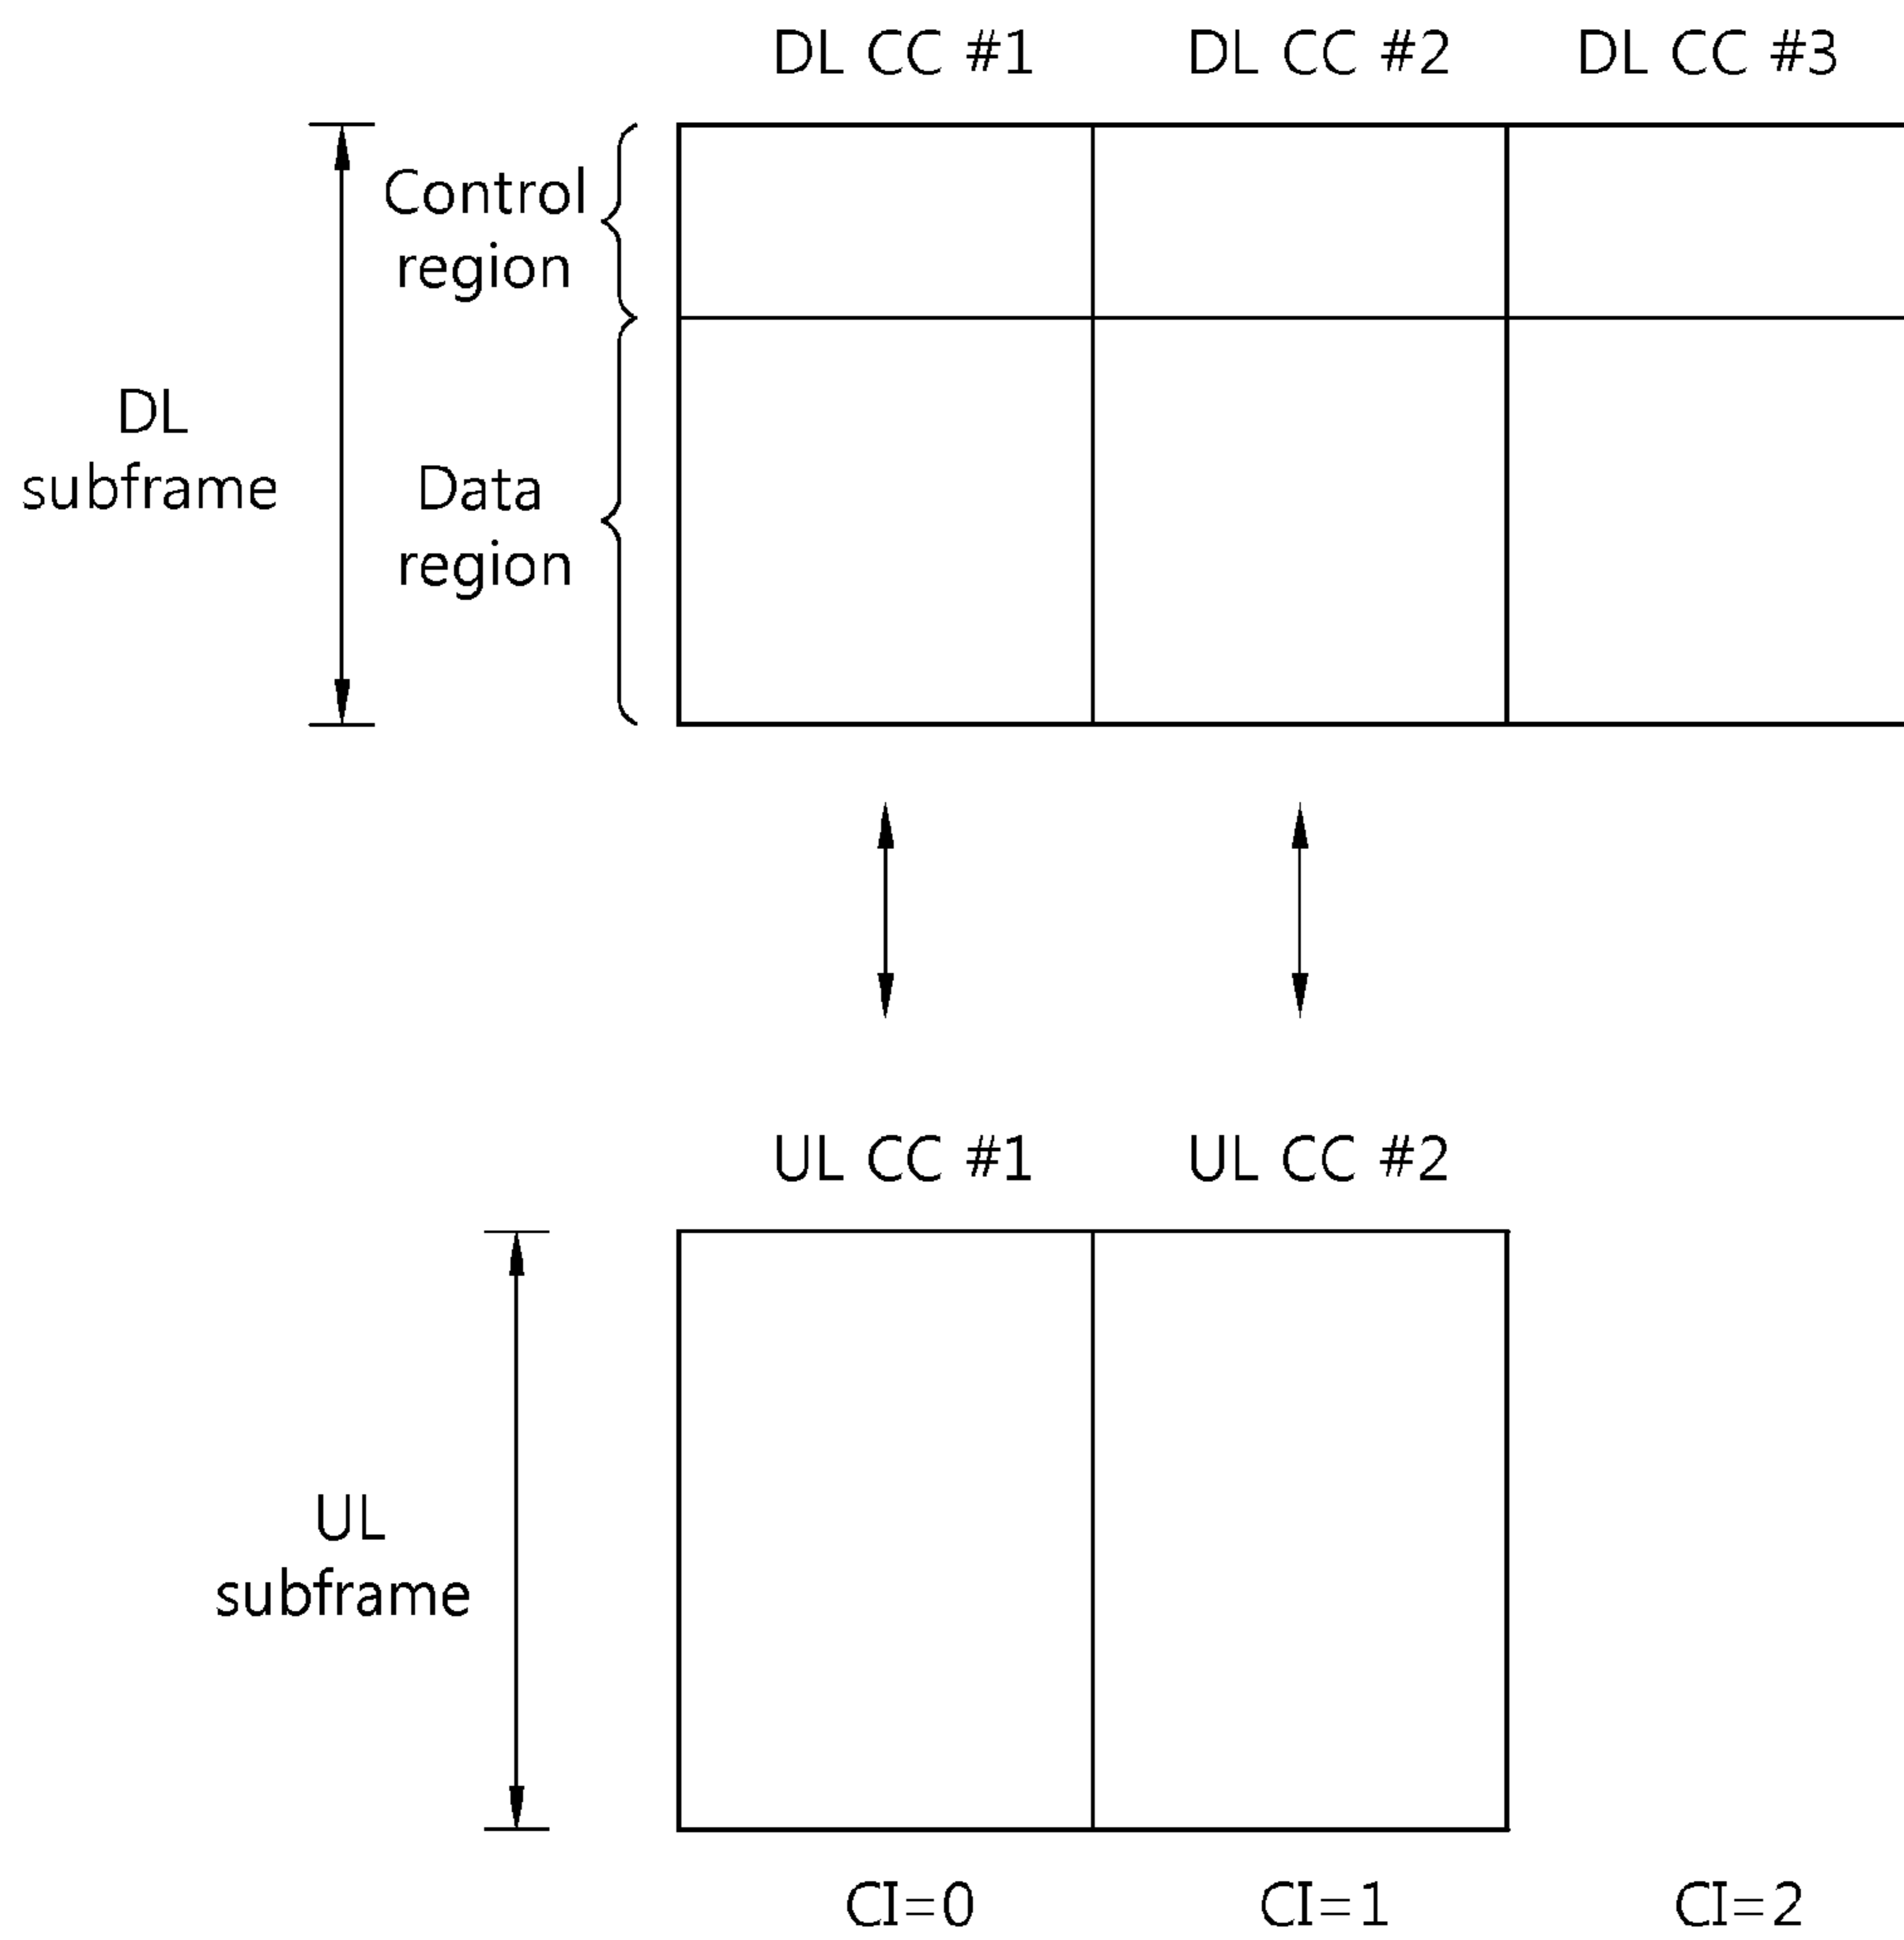 DL CC #1 DL CC #2 DL CC #3
Control
region
DL
subframe
Data
region
UL CC #1 UL CC #2
UL
subframe
CI=0 CI=1 CI=2